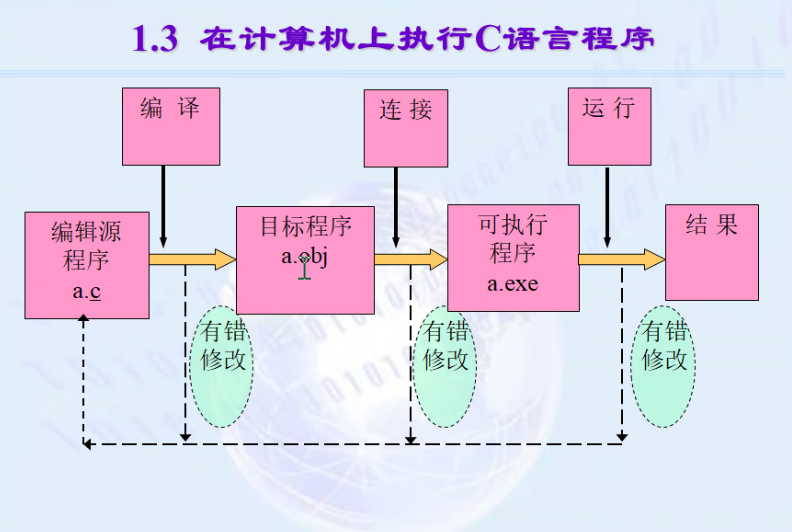 1.3 在计算机上执行C语言程序
编 译
连 接
运 行
编辑源
程序
a.c
目标程序
a.obj
可执行
程序
a.exe
结 果
有错
修改
有错
修改
有错
修改